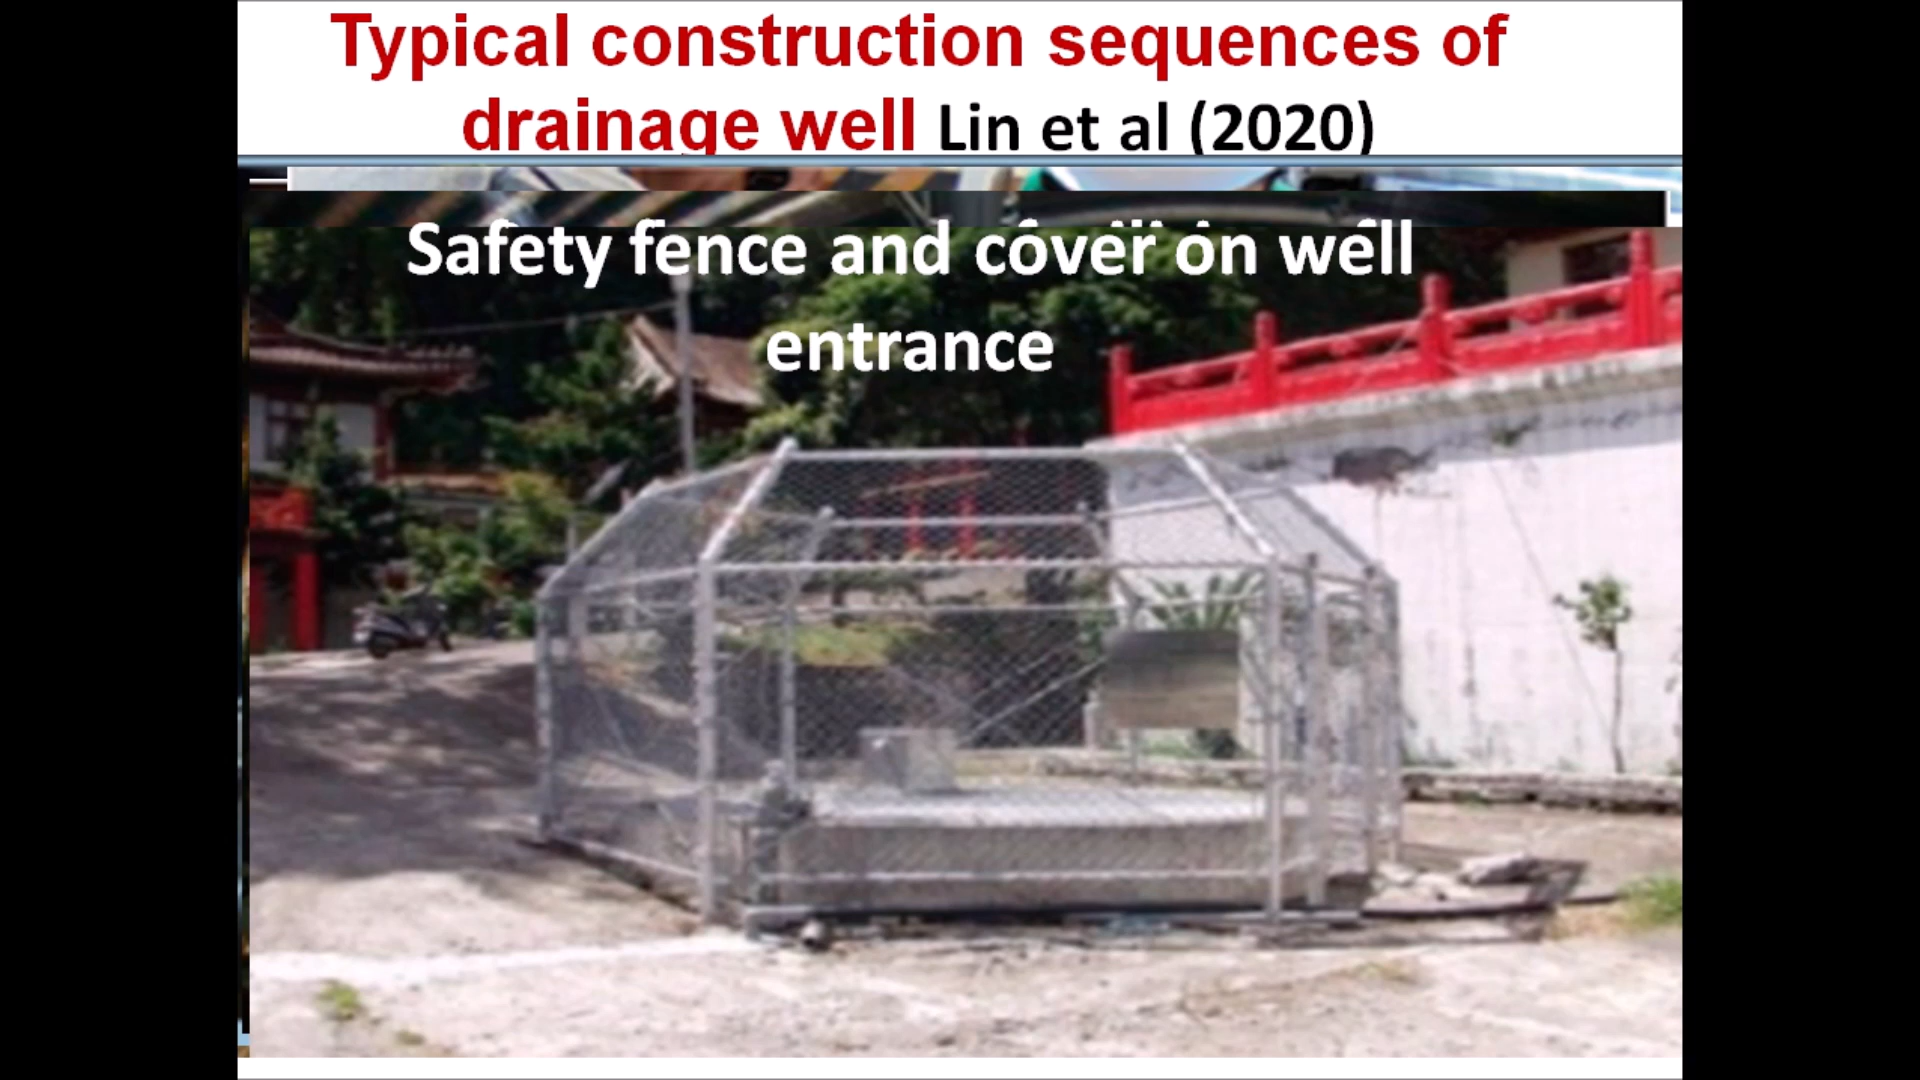 Typical construction sequences of
drainage well Lin et al (2020)
Safety fence and cover on well
entrance